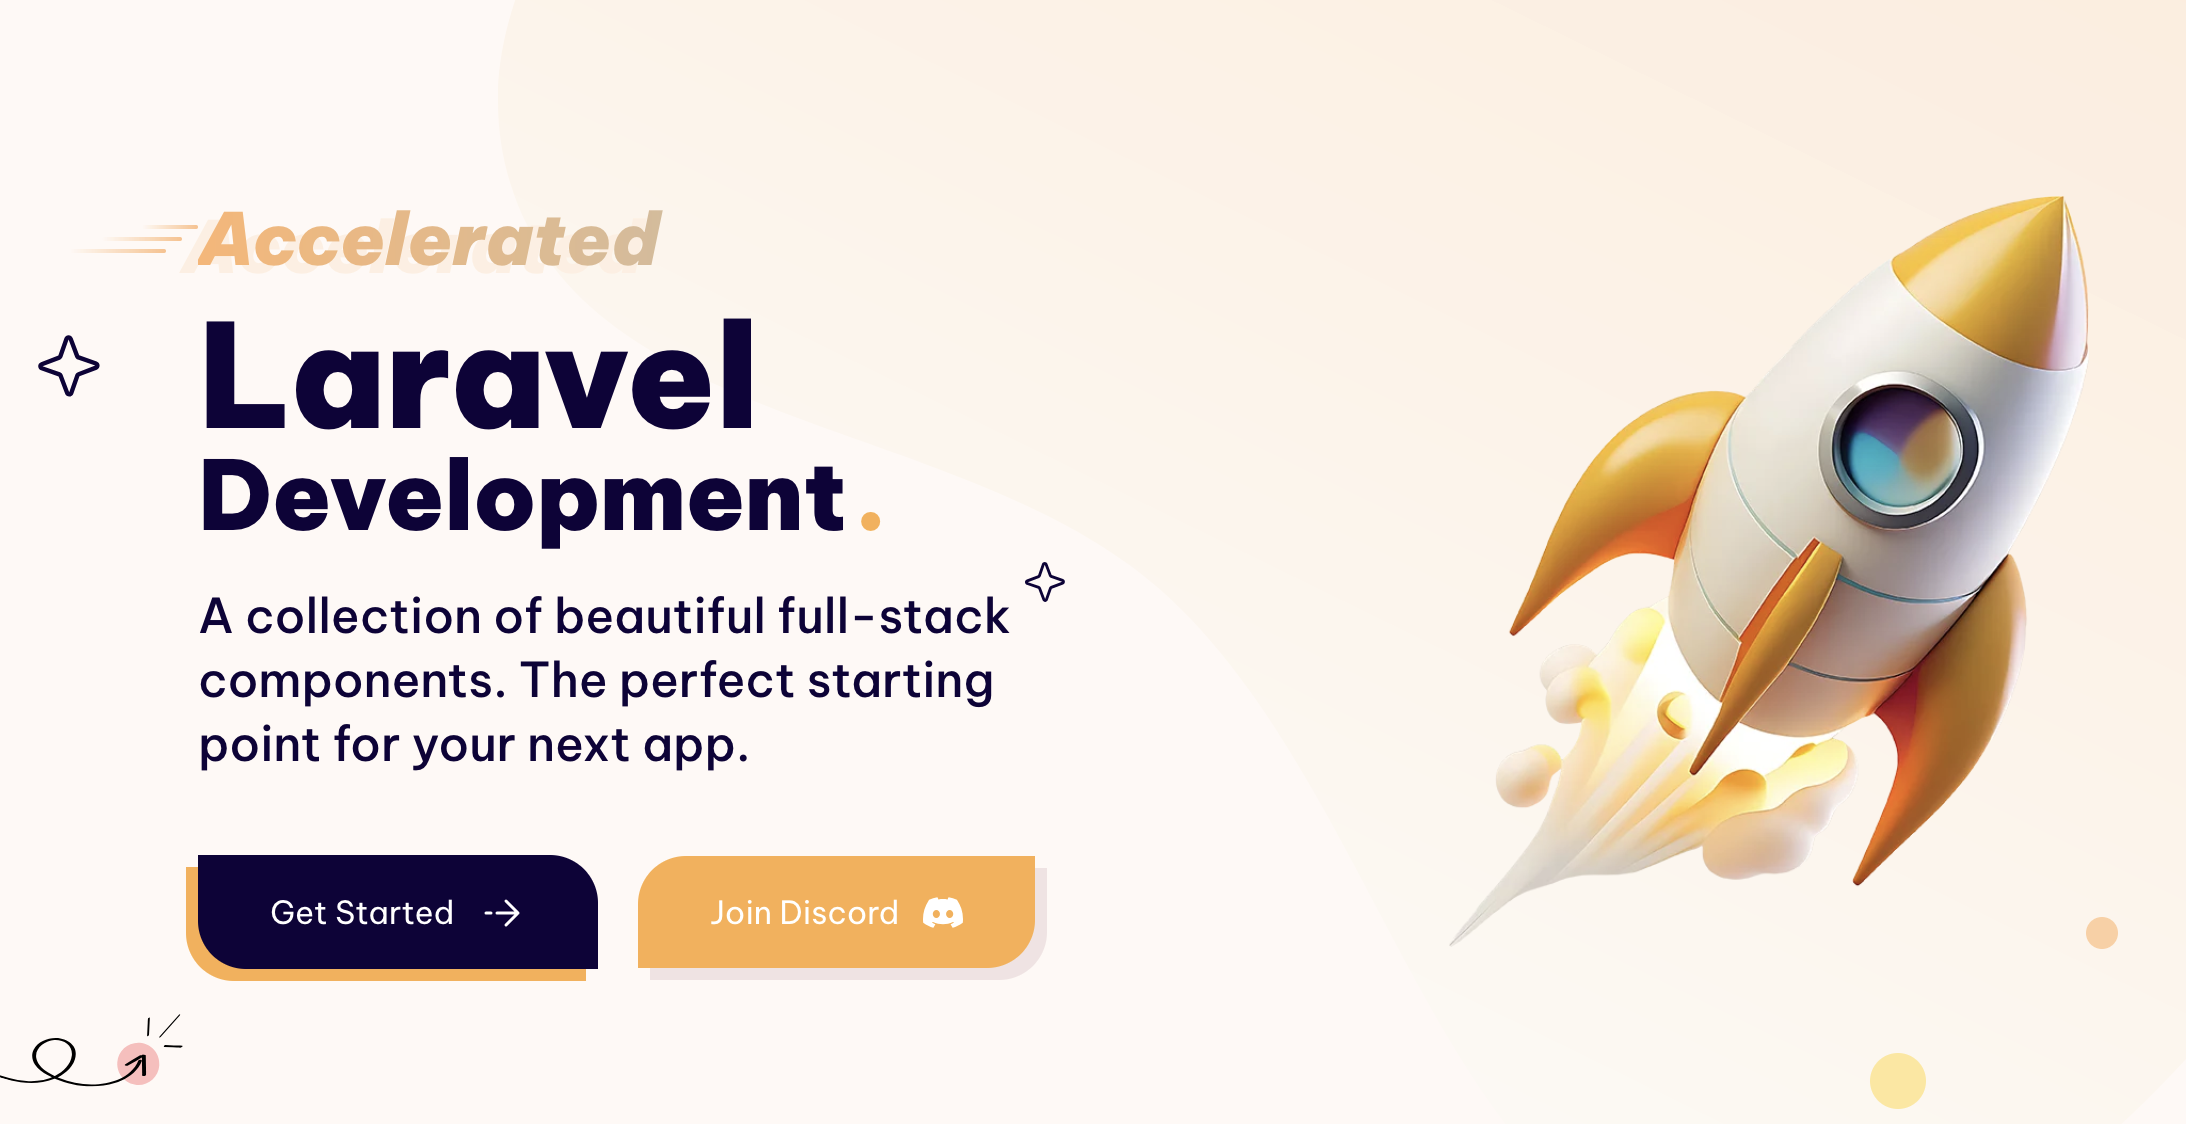 Accelerated
Laravel
Development.
A collection of beautiful full-stack
components. The perfect starting
point for your next app.
Get Started
Join Discord